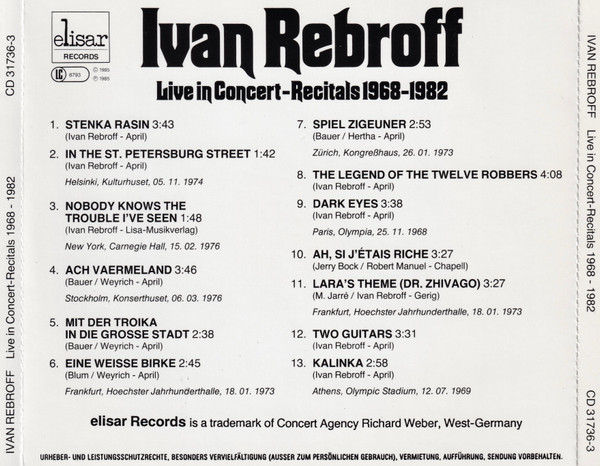 elisar
RECORDS
LC 8793
© 1985
℗ 1985
Ivan Rebroff
Live in Concert-Recitals 1968-1982
1. STENKA RASIN 3:43
(Ivan Rebroff - April)
2. IN THE ST. PETERSBURG STREET 1:42
(Ivan Rebroff - April)
Helsinki, Kulturhuset, 05. 11. 1974
3. NOBODY KNOWS THE
TROUBLE I'VE SEEN 1:48
(Ivan Rebroff - Lisa-Musikverlag)
New York, Carnegie Hall, 15. 02. 1976
4. ACH VAERMELAND 3:46
(Bauer / Weyrich - April)
Stockholm, Konserthuset, 06. 03. 1976
5. MIT DER TROIKA
IN DIE GROSSE STADT 2:38
(Bauer / Weyrich - April)
6. EINE WEISSE BIRKE 2:45
(Blum / Weyrich - April)
Frankfurt, Hoechster Jahrhunderthalle, 18. 01. 1973
7. SPIEL ZIGEUNER 2:53
(Bauer / Hertha - April)
Zürich, Kongreßhaus, 26. 01. 1973
8. THE LEGEND OF THE TWELVE ROBBERS 4:08
(Ivan Rebroff - April)
9. DARK EYES 3:38
(Ivan Rebroff - April)
Paris, Olympia, 25. 11. 1968
10. AH, SI J'ÉTAIS RICHE 3:27
(Jerry Bock / Robert Manuel - Chapell)
11. LARA'S THEME (DR. ZHIVAGO) 3:27
(M. Jarré / Ivan Rebroff - Gerig)
Frankfurt, Hoechster Jahrhunderthalle, 18. 01. 1973
12. TWO GUITARS 3:31
(Ivan Rebroff - April)
13. KALINKA 2:58
(Ivan Rebroff - April)
Athens, Olympic Stadium, 12. 07. 1969
elisar Records is a trademark of Concert Agency Richard Weber, West-Germany
URHEBER- UND LEISTUNGSSCHUTZRECHTE, BESONDERS VERVIELFÄLTIGUNG (AUSSER ZUM PERSÖNLICHEN GEBRAUCH), VERMIETUNG, AUFFÜHRUNG, SENDUNG VORBEHALTEN.
IVAN REBROFF Live in Concert-Recitals 1968 - 1982 CD 31736-3
IVAN REBROFF Live in Concert-Recitals 1968 - 1982 CD 31736-3